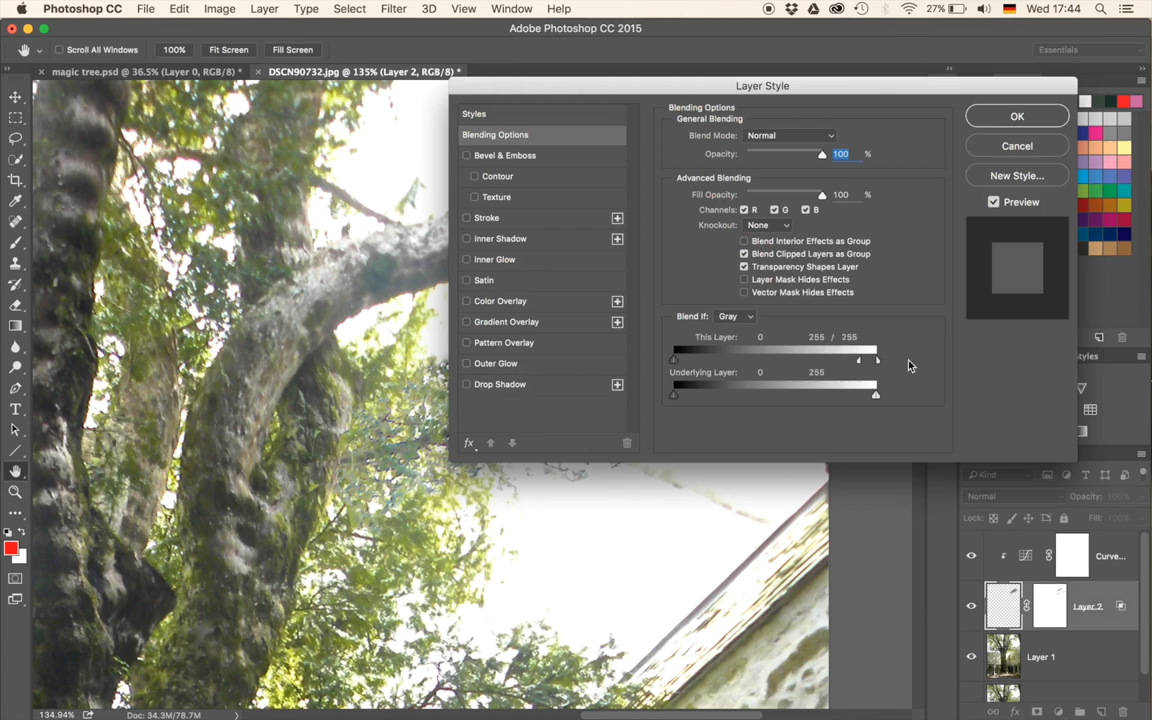 Photoshop CC File Edit Image Layer Type Select Filter 3D View Window Help 27% Wed 17:44
Adobe Photoshop CC 2015
Scroll All Windows 100% Fit Screen Fill Screen Essentials
magic tree.psd @ 36.5% (Layer 0, RGB/8) * DSCN90732.jpg @ 135% (Layer 2, RGB/8) *
Layer Style
Styles
Blending Options
Bevel & Emboss
Contour
Texture
Stroke
Inner Shadow
Inner Glow
Satin
Color Overlay
Gradient Overlay
Pattern Overlay
Outer Glow
Drop Shadow
fx
Blending Options
General Blending
Blend Mode: Normal
Opacity: 100 %
Advanced Blending
Fill Opacity: 100 %
Channels: R G B
Knockout: None
Blend Interior Effects as Group
Blend Clipped Layers as Group
Transparency Shapes Layer
Layer Mask Hides Effects
Vector Mask Hides Effects
Blend If: Gray
This Layer: 0 255 / 255
Underlying Layer: 0 255
OK
Cancel
New Style...
Preview
Styles
Kind
Normal Opacity: 100%
Lock: Fill: 100%
Curve...
Layer 2
Layer 1
fx
134.94% Doc: 34.3M/78.7M